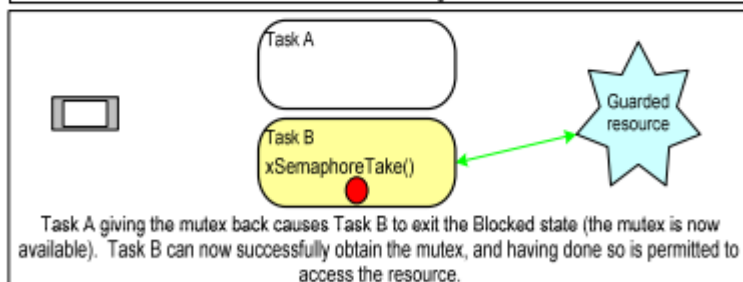 Task A
Guarded
resource
Task B
xSemaphoreTake()
Task A giving the mutex back causes Task B to exit the Blocked state (the mutex is now
available). Task B can now successfully obtain the mutex, and having done so is permitted to
access the resource.